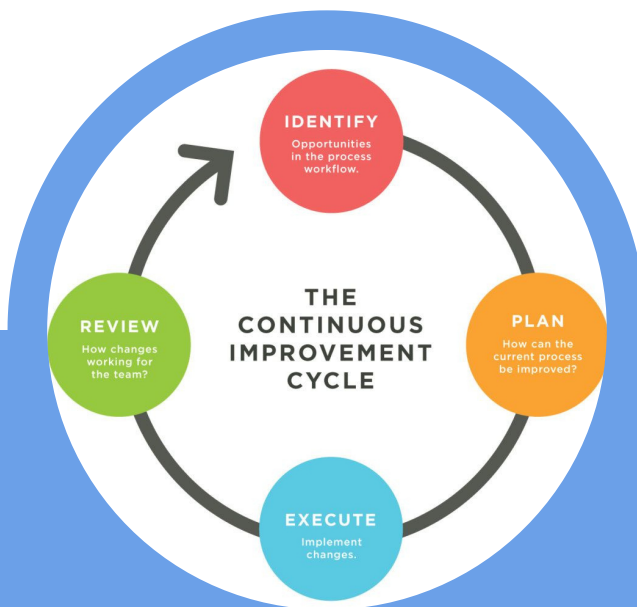 IDENTIFY
Opportunities
in the process
workflow.
THE
CONTINUOUS
IMPROVEMENT
CYCLE
PLAN
How can the
current process
be improved?
EXECUTE
Implement
changes.
REVIEW
How changes
working for
the team?